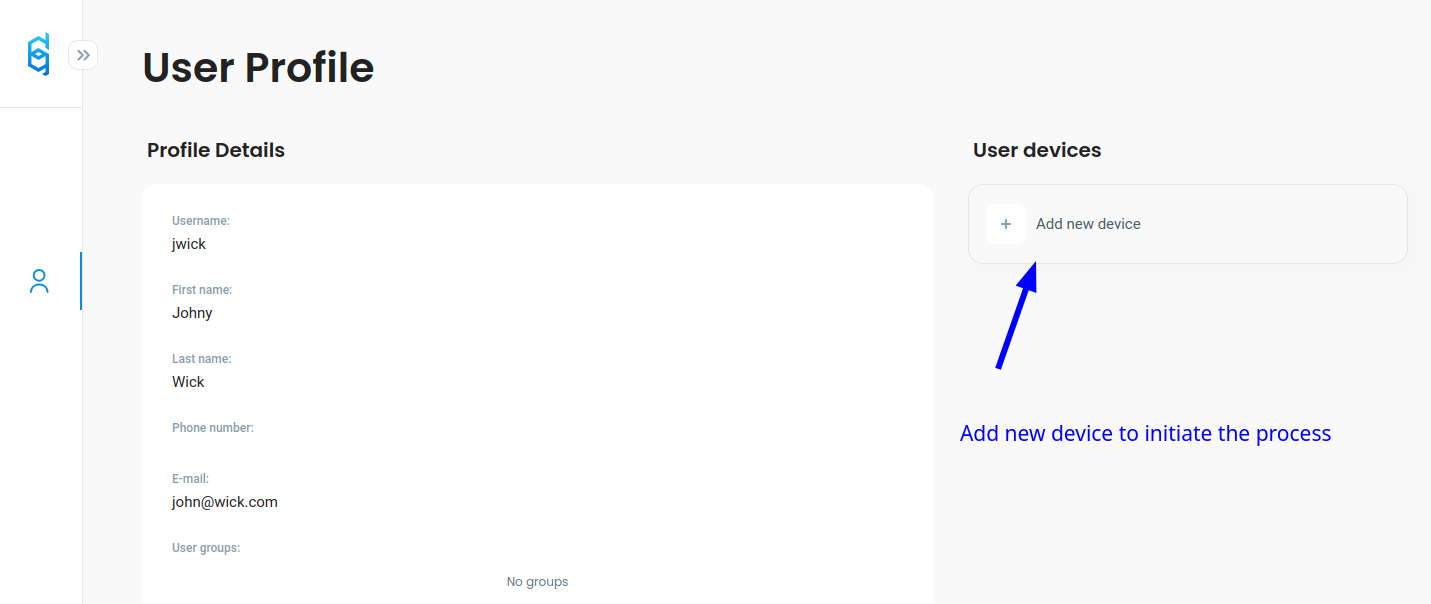 User Profile
Profile Details
Username:
jwick
First name:
Johny
Last name:
Wick
Phone number:
E-mail:
john@wick.com
User groups:
No groups
User devices
+ Add new device
Add new device to initiate the process